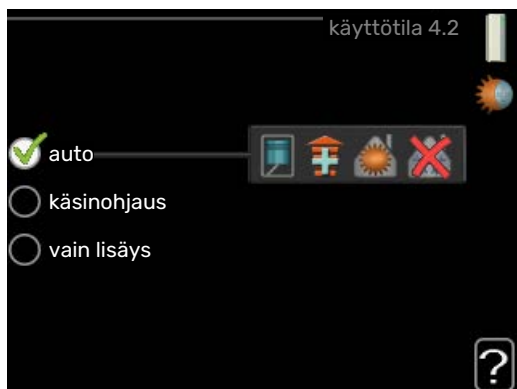 käyttötila 4.2
auto
käsinohjaus
vain lisäys
?